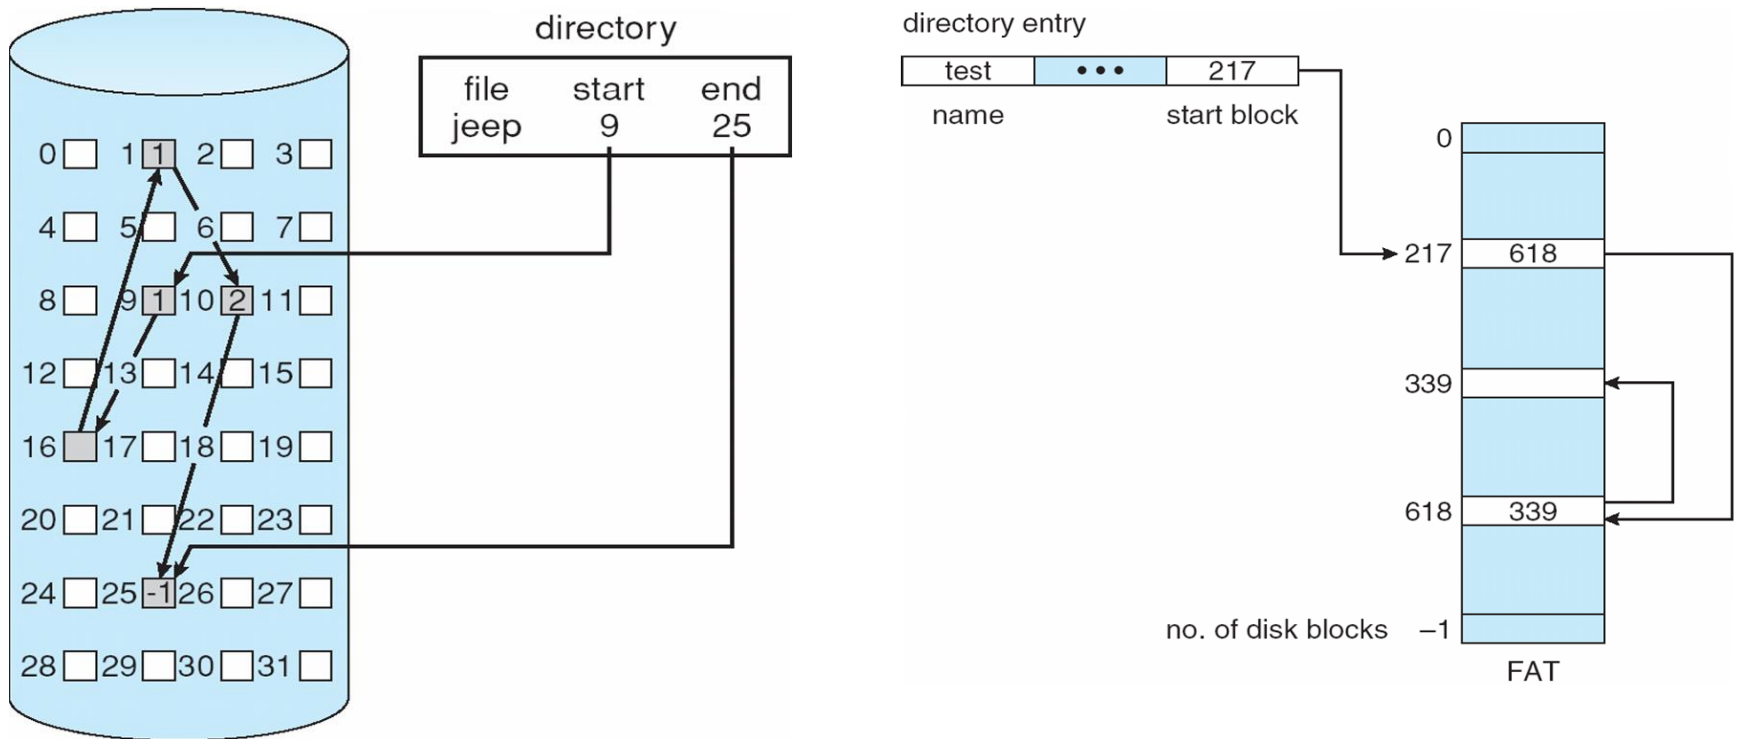 directory
file start end
jeep 9 25
0 1 1 2 3
4 5 6 7
8 9 1 10 2 11
12 13 14 15
16 17 18 19
20 21 22 23
24 25 -1 26 27
28 29 30 31
directory entry
test ••• 217
name start block
0
217 618
339
618 339
no. of disk blocks –1
FAT